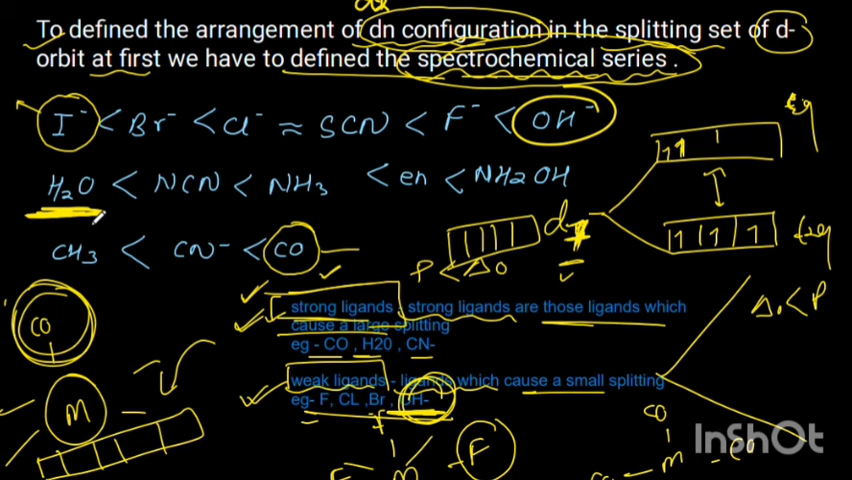 To defined the arrangement of dn configuration in the splitting set of d-
orbit at first we have to defined the spectrochemical series .
I⁻ < Br⁻ < Cl⁻ ≈ SCN < F⁻ < OH⁻
eg
H₂O < NCN < NH₃ < en < NH₂OH
d
t₂g
CH₃ < CN⁻ < CO
P < Δo
Δ. < P
strong ligands - strong ligands are those ligands which
cause a large splitting
eg - CO , H20 , CN-
CO
weak ligands - ligands which cause a small splitting
eg- F, CL ,Br , OH-
M
CO
F
F
M
M
CO
InShOt